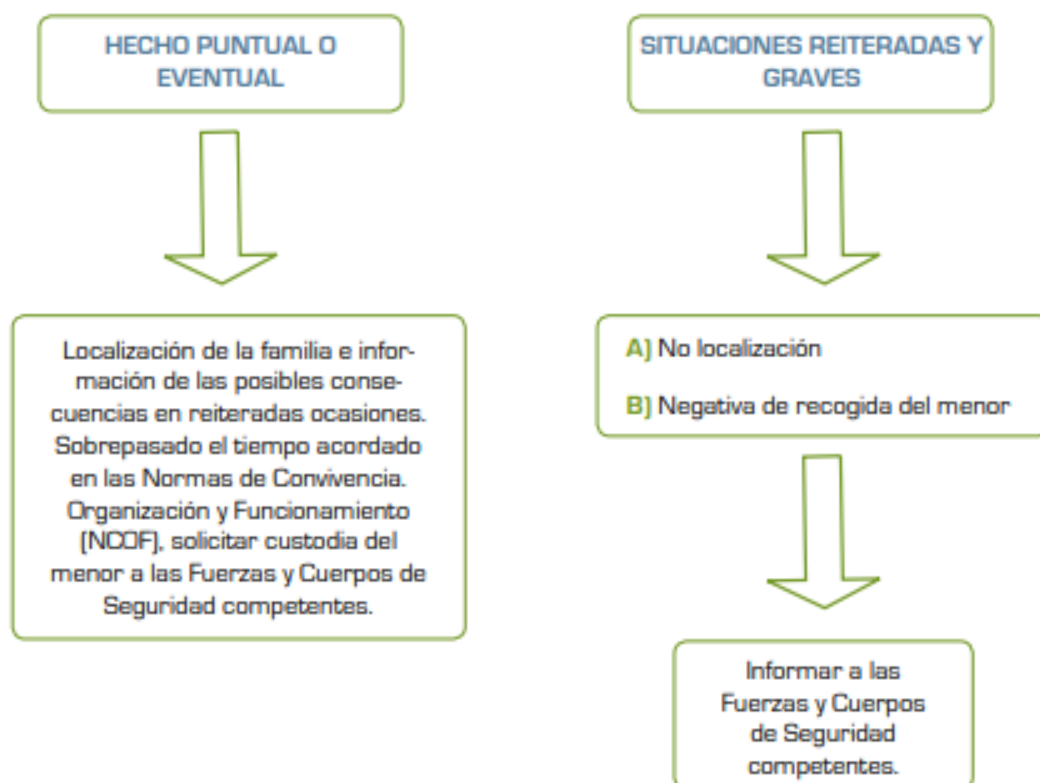 HECHO PUNTUAL O
EVENTUAL
Localización de la familia e infor-
mación de las posibles conse-
cuencias en reiteradas ocasiones.
Sobrepasado el tiempo acordado
en las Normas de Convivencia.
Organización y Funcionamiento
(NCOF), solicitar custodia del
menor a las Fuerzas y Cuerpos de
Seguridad competentes.
SITUACIONES REITERADAS Y
GRAVES
A) No localización
B) Negativa de recogida del menor
Informar a las
Fuerzas y Cuerpos
de Seguridad
competentes.